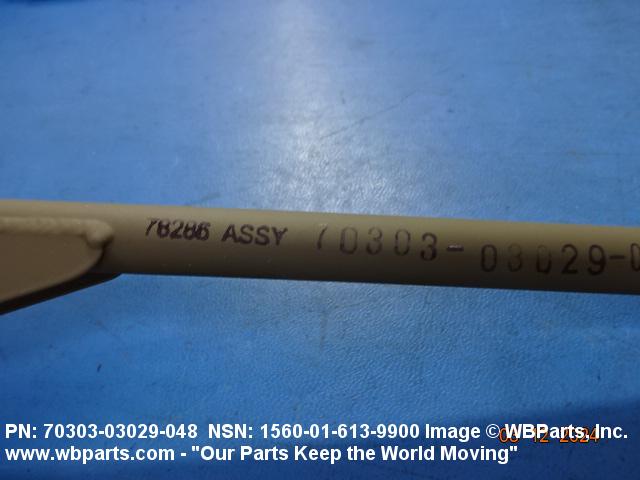 78286 ASSY 70303-03029-0
PN: 70303-03029-048 NSN: 1560-01-613-9900 Image © WBParts, Inc.
www.wbparts.com - "Our Parts Keep the World Moving"